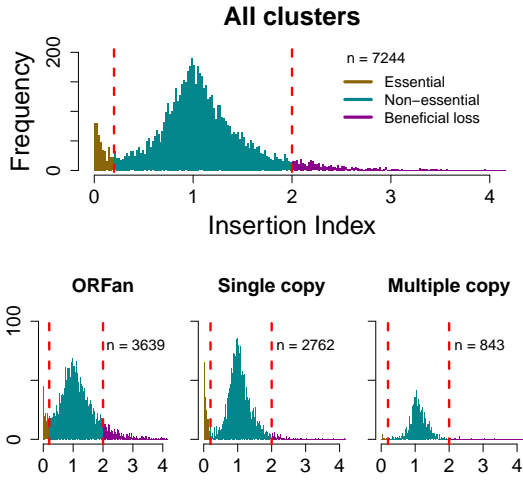 All clusters
Frequency
200
0
n = 7244
Essential
Non−essential
Beneficial loss
0 1 2 3 4
Insertion Index
ORFan
Single copy
Multiple copy
100
0
n = 3639
n = 2762
n = 843
0 1 2 3 4
0 1 2 3 4
0 1 2 3 4